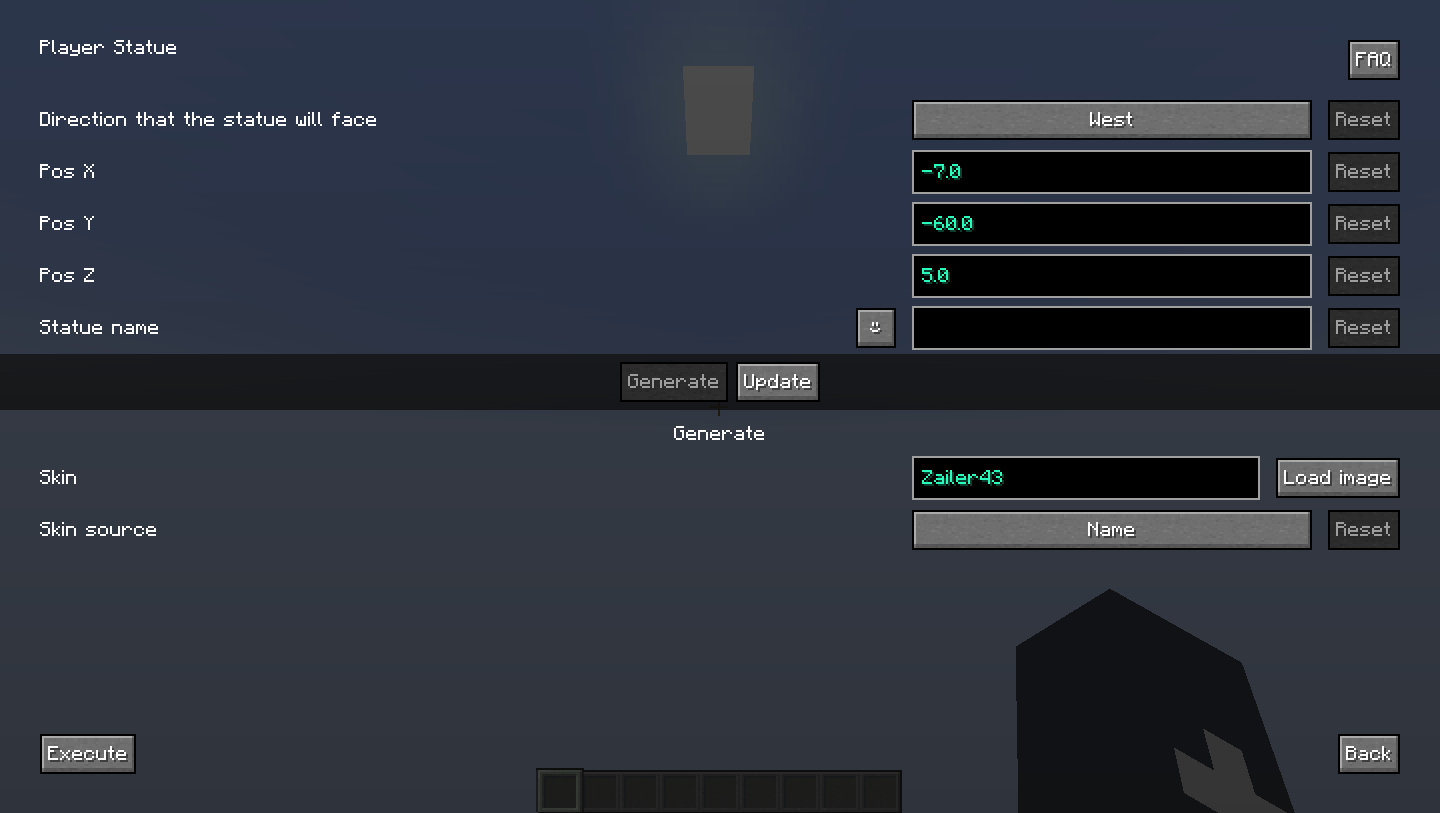 Player Statue
FAQ
Direction that the statue will face West Reset
Pos X -7.0 Reset
Pos Y -60.0 Reset
Pos Z 5.0 Reset
Statue name Reset
Generate Update
Generate
Skin Zailer43 Load image
Skin source Name Reset
Execute Back